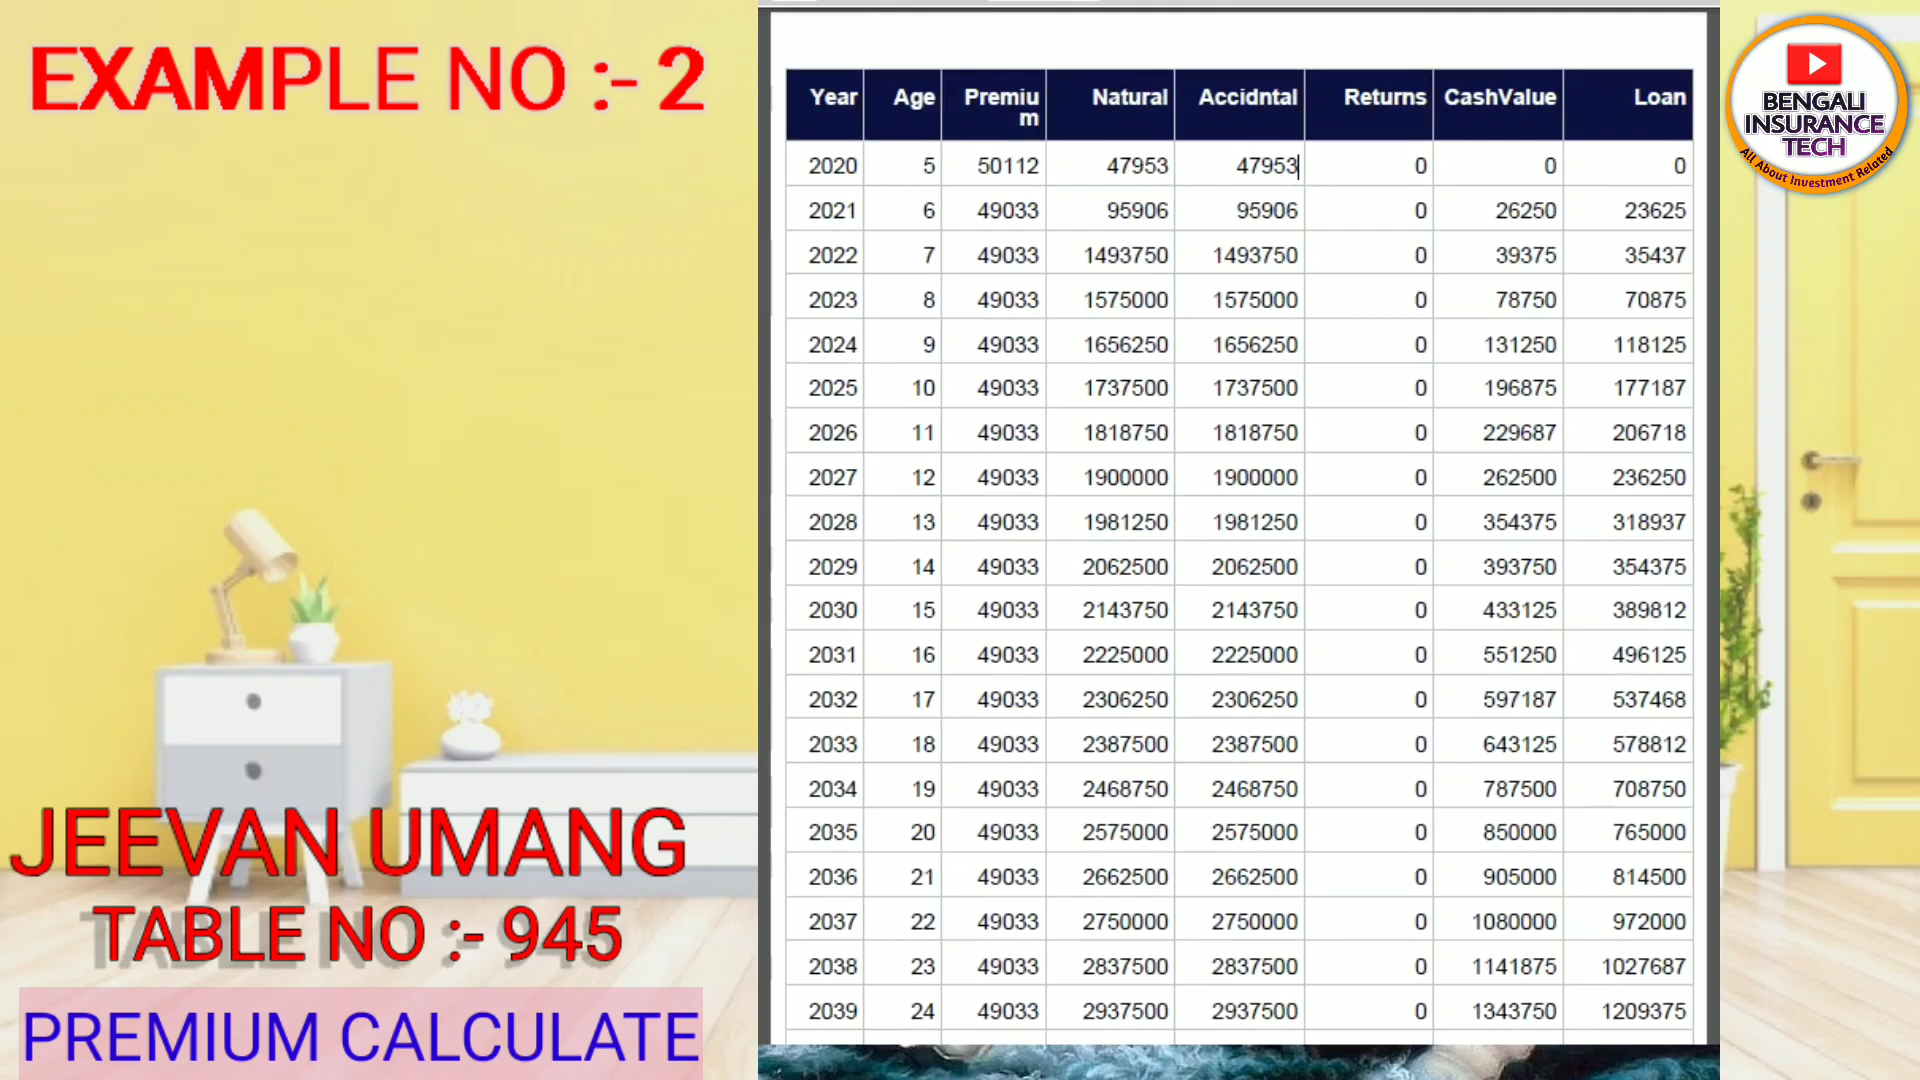 EXAMPLE NO :- 2
JEEVAN UMANG
TABLE NO :- 945
PREMIUM CALCULATE
Year Age Premiu
m Natural Accidntal Returns CashValue Loan
2020 5 50112 47953 47953 0 0 0
2021 6 49033 95906 95906 0 26250 23625
2022 7 49033 1493750 1493750 0 39375 35437
2023 8 49033 1575000 1575000 0 78750 70875
2024 9 49033 1656250 1656250 0 131250 118125
2025 10 49033 1737500 1737500 0 196875 177187
2026 11 49033 1818750 1818750 0 229687 206718
2027 12 49033 1900000 1900000 0 262500 236250
2028 13 49033 1981250 1981250 0 354375 318937
2029 14 49033 2062500 2062500 0 393750 354375
2030 15 49033 2143750 2143750 0 433125 389812
2031 16 49033 2225000 2225000 0 551250 496125
2032 17 49033 2306250 2306250 0 597187 537468
2033 18 49033 2387500 2387500 0 643125 578812
2034 19 49033 2468750 2468750 0 787500 708750
2035 20 49033 2575000 2575000 0 850000 765000
2036 21 49033 2662500 2662500 0 905000 814500
2037 22 49033 2750000 2750000 0 1080000 972000
2038 23 49033 2837500 2837500 0 1141875 1027687
2039 24 49033 2937500 2937500 0 1343750 1209375
BENGALI
INSURANCE
TECH
All About Investment Related